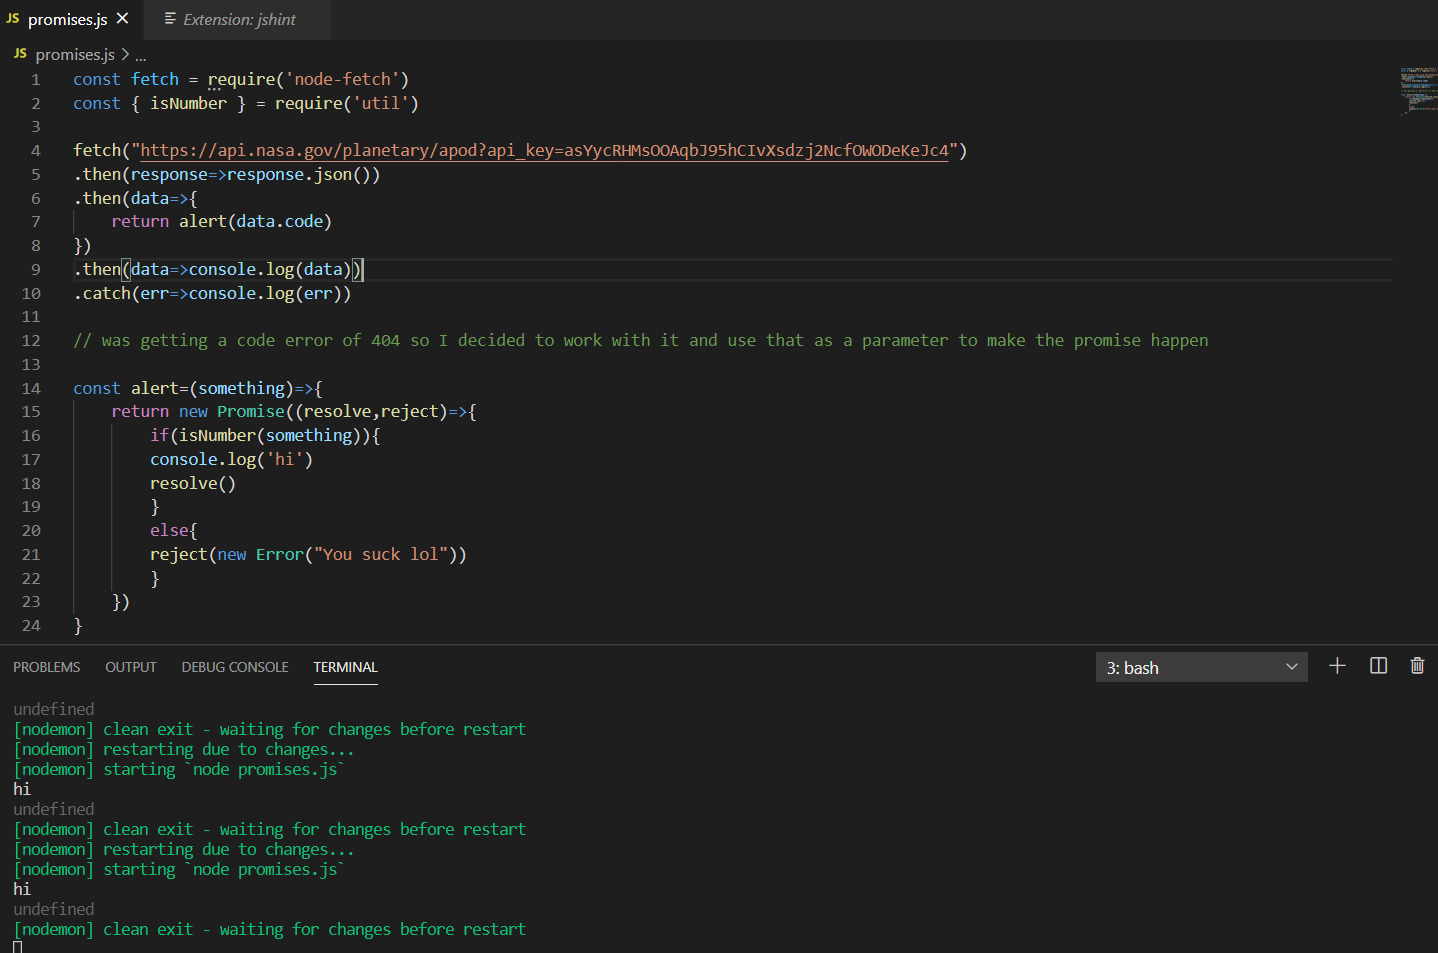 JS promises.js ✕ Extension: jshint
JS promises.js > ...
1 const fetch = require('node-fetch')
2 const { isNumber } = require('util')
3
4 fetch("https://api.nasa.gov/planetary/apod?api_key=asYycRHMsOOAqbJ95hCIvXsdzj2NcfOWODeKeJc4")
5 .then(response=>response.json())
6 .then(data=>{
7 return alert(data.code)
8 })
9 .then(data=>console.log(data))
10 .catch(err=>console.log(err))
11
12 // was getting a code error of 404 so I decided to work with it and use that as a parameter to make the promise happen
13
14 const alert=(something)=>{
15 return new Promise((resolve,reject)=>{
16 if(isNumber(something)){
17 console.log('hi')
18 resolve()
19 }
20 else{
21 reject(new Error("You suck lol"))
22 }
23 })
24 }
PROBLEMS OUTPUT DEBUG CONSOLE TERMINAL 3: bash
undefined
[nodemon] clean exit - waiting for changes before restart
[nodemon] restarting due to changes...
[nodemon] starting `node promises.js`
hi
undefined
[nodemon] clean exit - waiting for changes before restart
[nodemon] restarting due to changes...
[nodemon] starting `node promises.js`
hi
undefined
[nodemon] clean exit - waiting for changes before restart